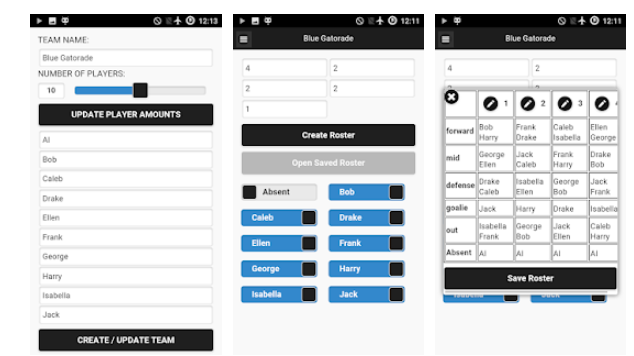 12:13
TEAM NAME:
Blue Gatorade
NUMBER OF PLAYERS:
10
UPDATE PLAYER AMOUNTS
Al
Bob
Caleb
Drake
Ellen
Frank
George
Harry
Isabella
Jack
CREATE / UPDATE TEAM
12:11
Blue Gatorade
4 2
2 2
1
Create Roster
Open Saved Roster
Absent Bob
Caleb Drake
Ellen Frank
George Harry
Isabella Jack
12:11
Blue Gatorade
4 2
1 2 3 4
forward Bob Frank Caleb Ellen
Harry Drake Isabella George
mid George Jack Frank Drake
Ellen Caleb Harry Bob
defense Drake Isabella George Jack
Caleb Ellen Bob Frank
goalie Jack Harry Drake Isabella
out Isabella George Jack Caleb
Frank Bob Ellen Harry
Absent Al Al Al Al
Save Roster
Isabella Jack